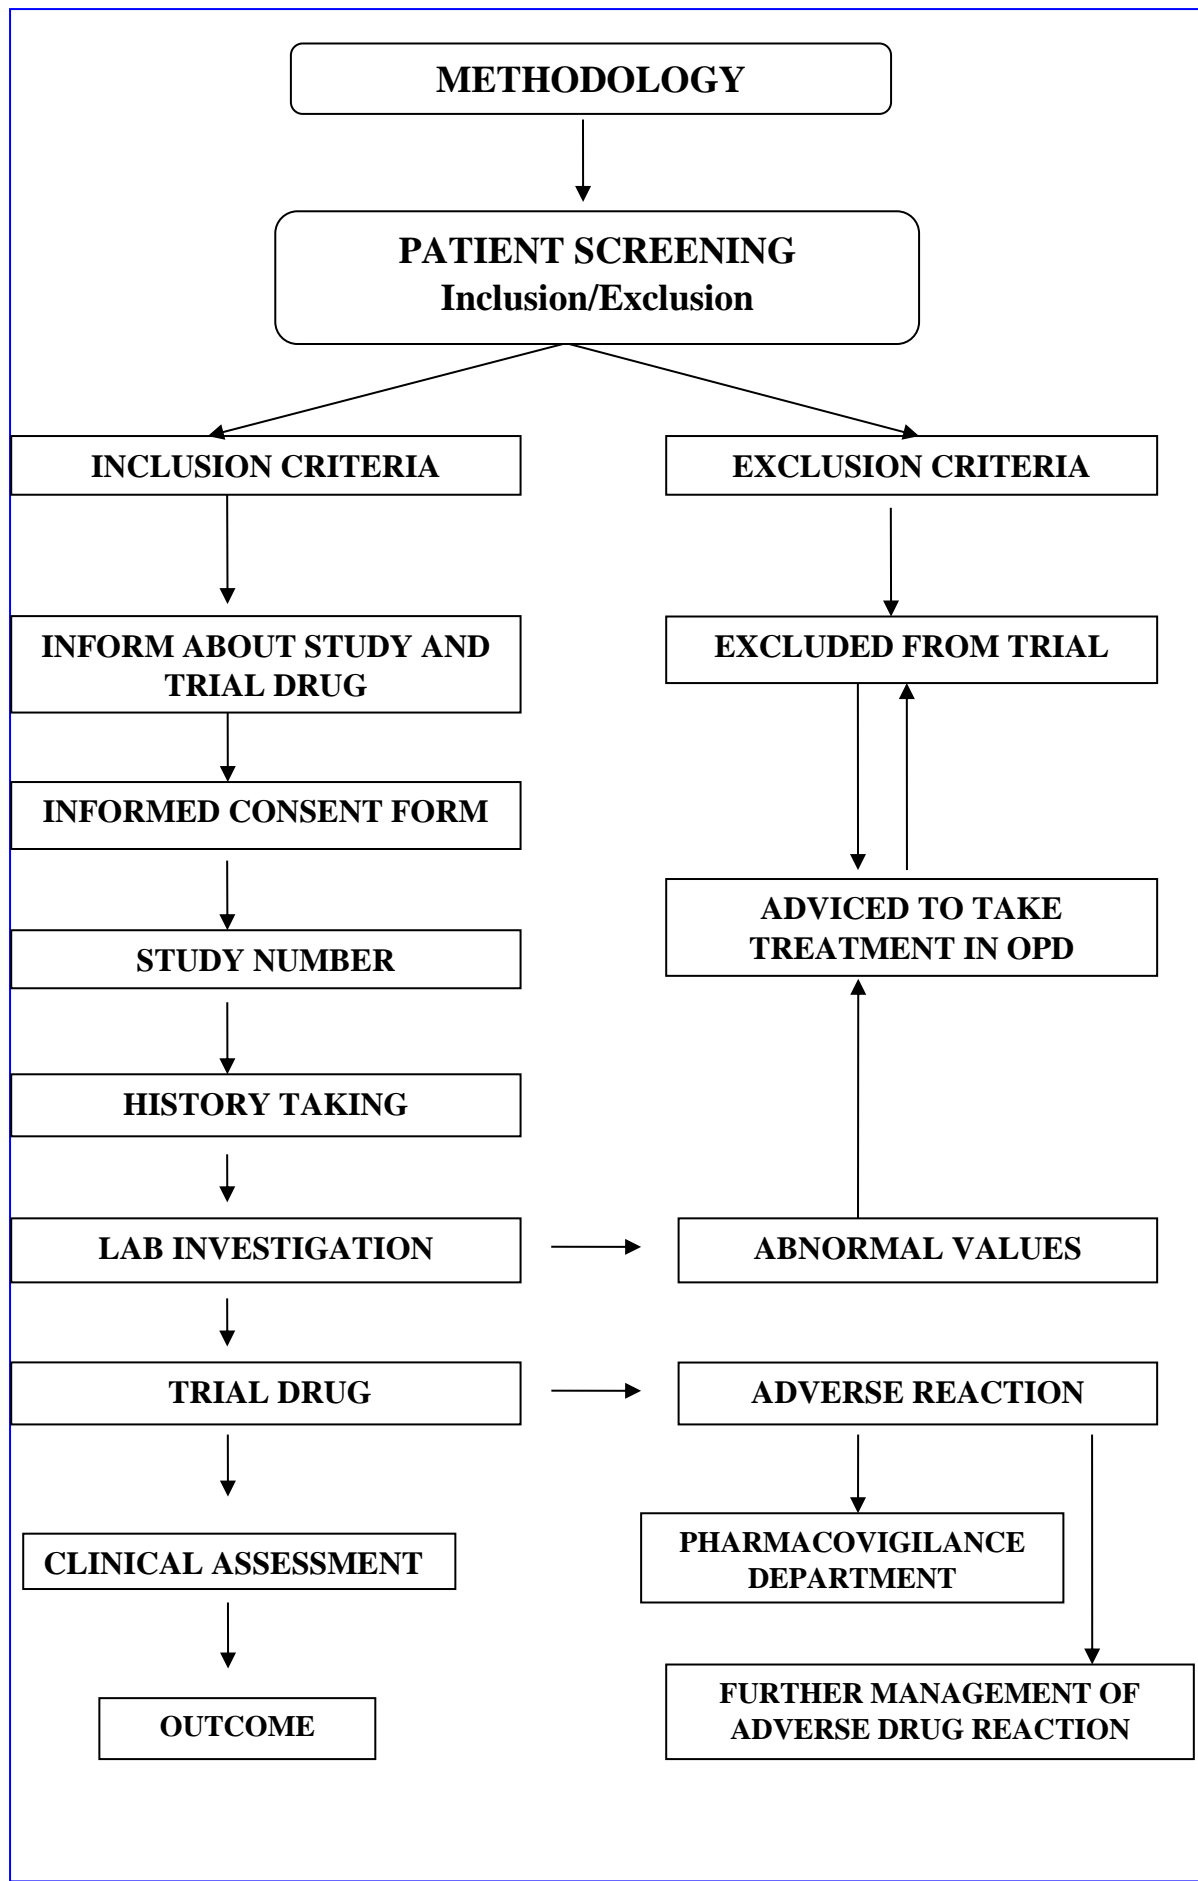 METHODOLOGY
PATIENT SCREENING
Inclusion/Exclusion
INCLUSION CRITERIA
EXCLUSION CRITERIA
INFORM ABOUT STUDY AND
TRIAL DRUG
EXCLUDED FROM TRIAL
INFORMED CONSENT FORM
ADVICED TO TAKE
TREATMENT IN OPD
STUDY NUMBER
HISTORY TAKING
LAB INVESTIGATION
ABNORMAL VALUES
TRIAL DRUG
ADVERSE REACTION
CLINICAL ASSESSMENT
PHARMACOVIGILANCE
DEPARTMENT
OUTCOME
FURTHER MANAGEMENT OF
ADVERSE DRUG REACTION